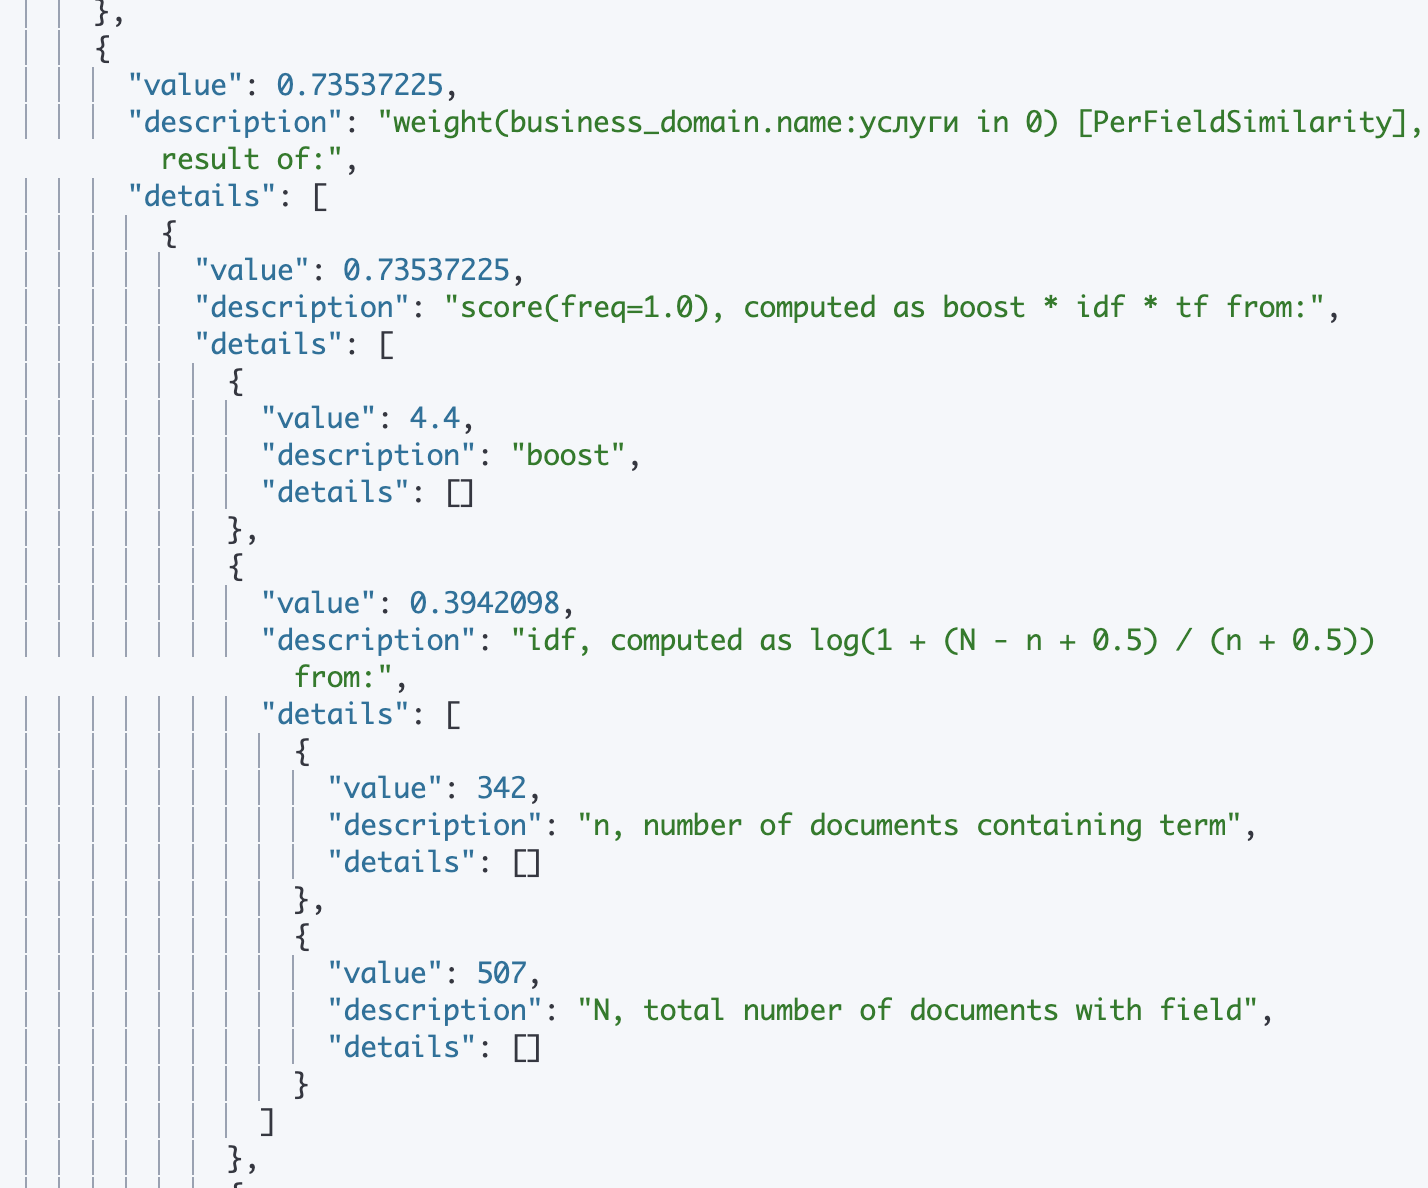 },
{
"value": 0.73537225,
"description": "weight(business_domain.name:услуги in 0) [PerFieldSimilarity],
result of:",
"details": [
{
"value": 0.73537225,
"description": "score(freq=1.0), computed as boost * idf * tf from:",
"details": [
{
"value": 4.4,
"description": "boost",
"details": []
},
{
"value": 0.3942098,
"description": "idf, computed as log(1 + (N - n + 0.5) / (n + 0.5))
from:",
"details": [
{
"value": 342,
"description": "n, number of documents containing term",
"details": []
},
{
"value": 507,
"description": "N, total number of documents with field",
"details": []
}
]
},
{